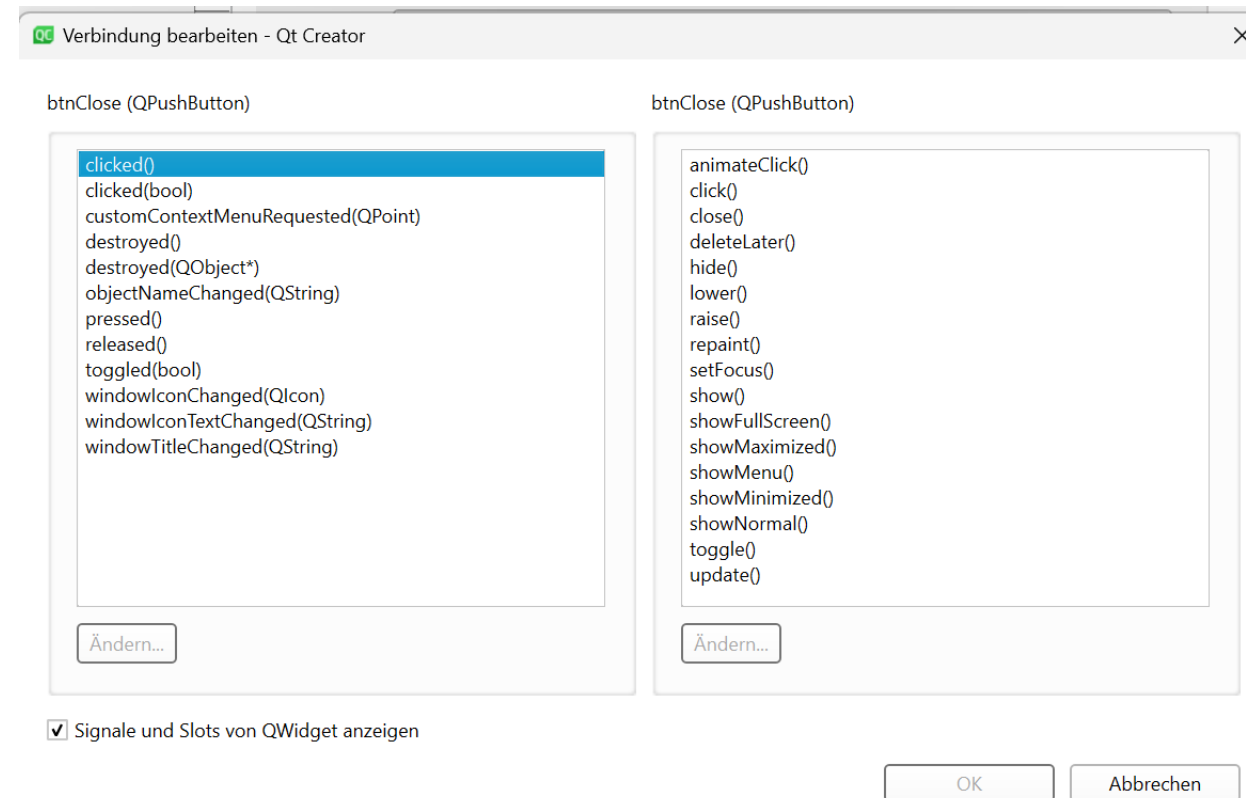 QC Verbindung bearbeiten - Qt Creator
btnClose (QPushButton)
clicked()
clicked(bool)
customContextMenuRequested(QPoint)
destroyed()
destroyed(QObject*)
objectNameChanged(QString)
pressed()
released()
toggled(bool)
windowIconChanged(QIcon)
windowIconTextChanged(QString)
windowTitleChanged(QString)
Ändern...
btnClose (QPushButton)
animateClick()
click()
close()
deleteLater()
hide()
lower()
raise()
repaint()
setFocus()
show()
showFullScreen()
showMaximized()
showMenu()
showMinimized()
showNormal()
toggle()
update()
Ändern...
Signale und Slots von QWidget anzeigen
OK
Abbrechen